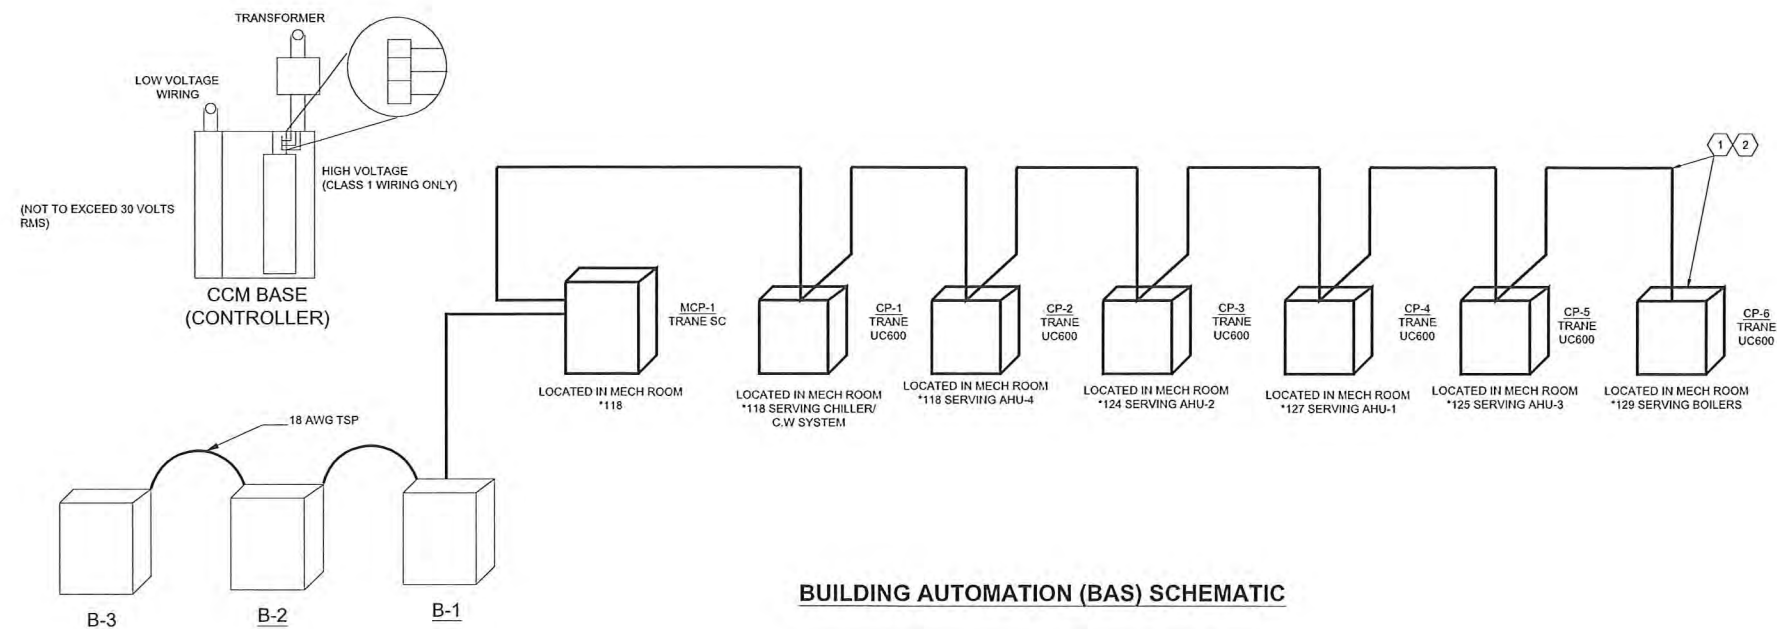 TRANSFORMER
LOW VOLTAGE
WIRING
HIGH VOLTAGE
(CLASS 1 WIRING ONLY)
(NOT TO EXCEED 30 VOLTS
RMS)
CCM BASE
(CONTROLLER)
1
2
MCP-1
TRANE SC
LOCATED IN MECH ROOM
*118
CP-1
TRANE
UC600
LOCATED IN MECH ROOM
*118 SERVING CHILLER/
C.W SYSTEM
CP-2
TRANE
UC600
LOCATED IN MECH ROOM
*118 SERVING AHU-4
CP-3
TRANE
UC600
LOCATED IN MECH ROOM
*124 SERVING AHU-2
CP-4
TRANE
UC600
LOCATED IN MECH ROOM
*127 SERVING AHU-1
CP-5
TRANE
UC600
LOCATED IN MECH ROOM
*125 SERVING AHU-3
CP-6
TRANE
UC600
LOCATED IN MECH ROOM
*129 SERVING BOILERS
18 AWG TSP
B-3
B-2
B-1
BUILDING AUTOMATION (BAS) SCHEMATIC